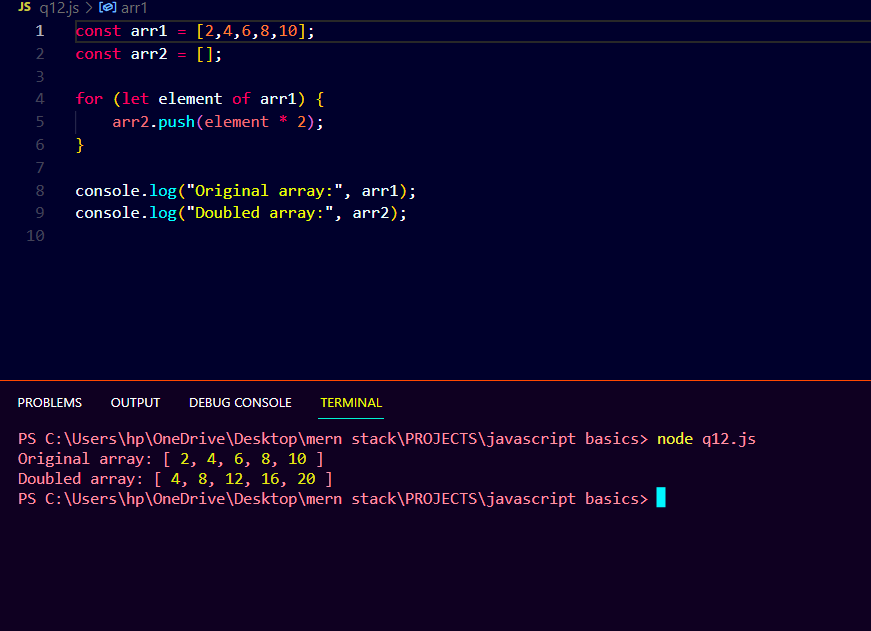 JS q12.js > arr1
1 const arr1 = [2,4,6,8,10];
2 const arr2 = [];
3
4 for (let element of arr1) {
5     arr2.push(element * 2);
6 }
7
8 console.log("Original array:", arr1);
9 console.log("Doubled array:", arr2);
10
PROBLEMS OUTPUT DEBUG CONSOLE TERMINAL
PS C:\Users\hp\OneDrive\Desktop\mern stack\PROJECTS\javascript basics> node q12.js
Original array: [ 2, 4, 6, 8, 10 ]
Doubled array: [ 4, 8, 12, 16, 20 ]
PS C:\Users\hp\OneDrive\Desktop\mern stack\PROJECTS\javascript basics>